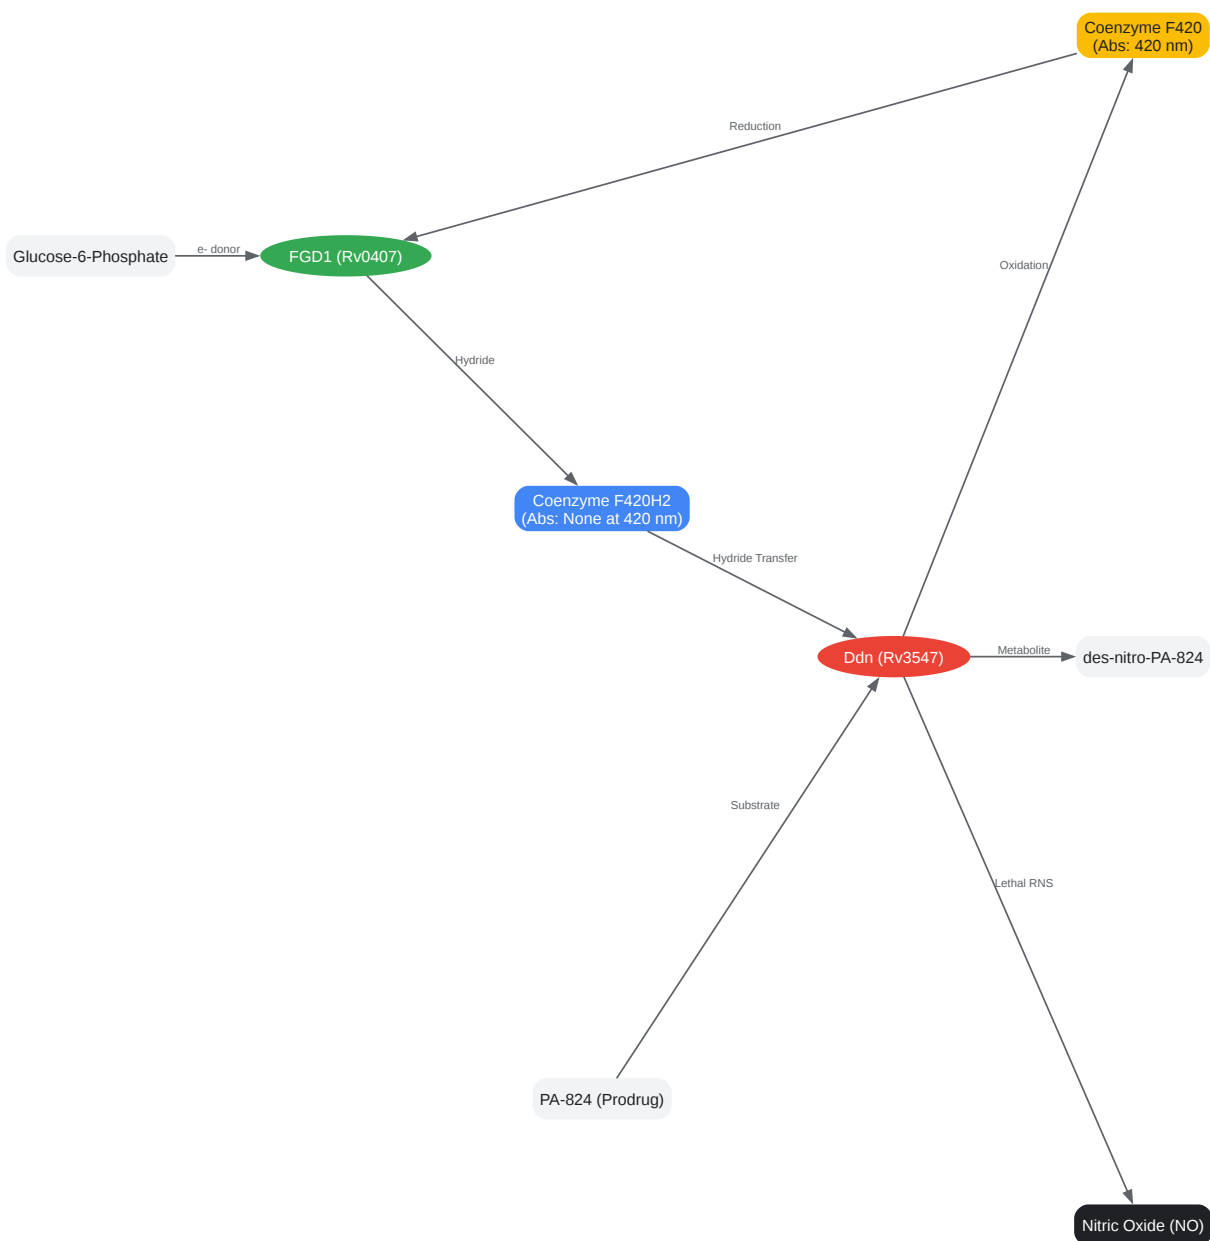 Coenzyme F420
(Abs: 420 nm)
Reduction
Glucose-6-Phosphate
e- donor
FGD1 (Rv0407)
Oxidation
Hydride
Coenzyme F420H2
(Abs: None at 420 nm)
Hydride Transfer
Ddn (Rv3547)
Metabolite
des-nitro-PA-824
Substrate
Lethal RNS
PA-824 (Prodrug)
Nitric Oxide (NO)